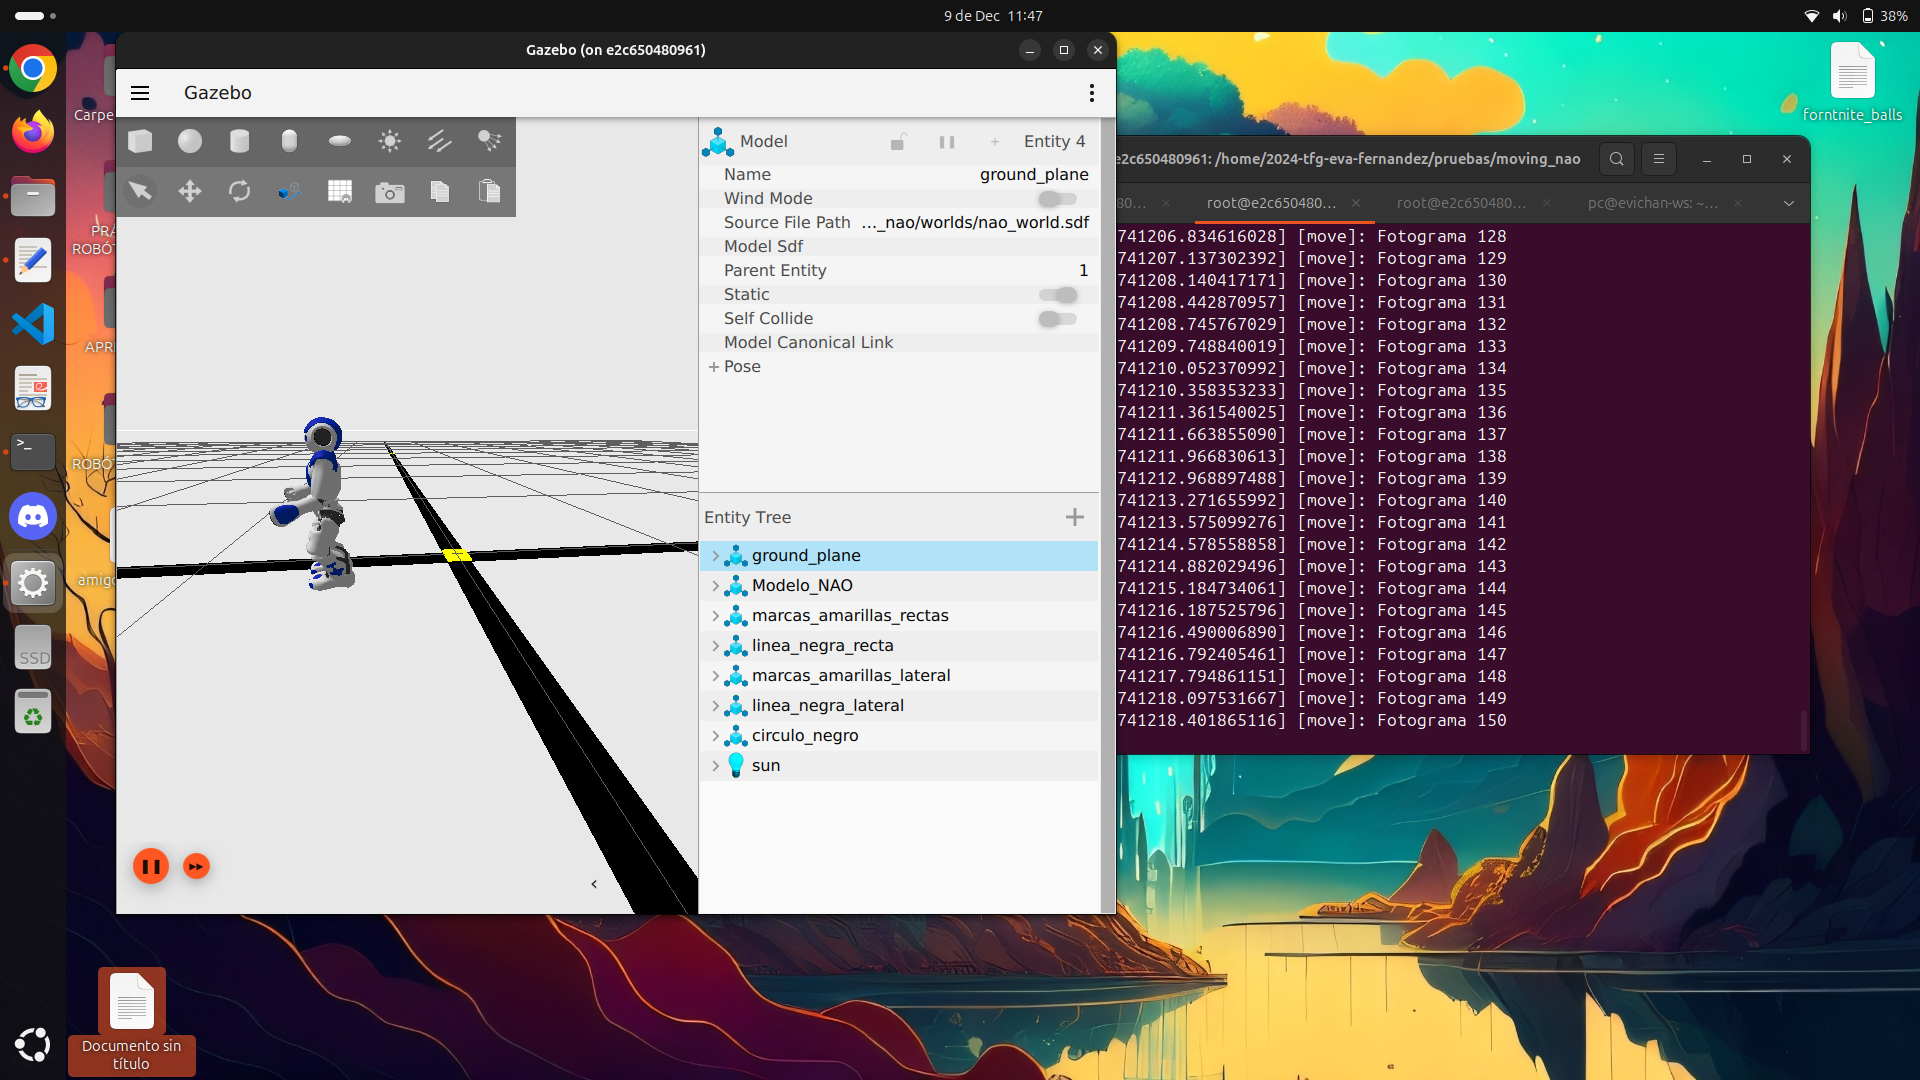 9 de Dec 11:47
38%
Gazebo (on e2c650480961)
Gazebo
Model
Entity 4
Name
ground_plane
Wind Mode
Source File Path
..._nao/worlds/nao_world.sdf
Model Sdf
Parent Entity
1
Static
Self Collide
Model Canonical Link
Pose
Entity Tree
ground_plane
Modelo_NAO
marcas_amarillas_rectas
linea_negra_recta
marcas_amarillas_lateral
linea_negra_lateral
circulo_negro
sun
Carpe
PRA
ROBÓT
APRE
ROBÓT
amigo
SSD
Documento sin
título
forntnite_balls
e2c650480961: /home/2024-tfg-eva-fernandez/pruebas/moving_nao
80...
root@e2c650480...
root@e2c650480...
pc@evichan-ws: ~...
741206.834616028] [move]: Fotograma 128
741207.137302392] [move]: Fotograma 129
741208.140417171] [move]: Fotograma 130
741208.442870957] [move]: Fotograma 131
741208.745767029] [move]: Fotograma 132
741209.748840019] [move]: Fotograma 133
741210.052370992] [move]: Fotograma 134
741210.358353233] [move]: Fotograma 135
741211.361540025] [move]: Fotograma 136
741211.663855090] [move]: Fotograma 137
741211.966830613] [move]: Fotograma 138
741212.968897488] [move]: Fotograma 139
741213.271655992] [move]: Fotograma 140
741213.575099276] [move]: Fotograma 141
741214.578558858] [move]: Fotograma 142
741214.882029496] [move]: Fotograma 143
741215.184734061] [move]: Fotograma 144
741216.187525796] [move]: Fotograma 145
741216.490006890] [move]: Fotograma 146
741216.792405461] [move]: Fotograma 147
741217.794861151] [move]: Fotograma 148
741218.097531667] [move]: Fotograma 149
741218.401865116] [move]: Fotograma 150